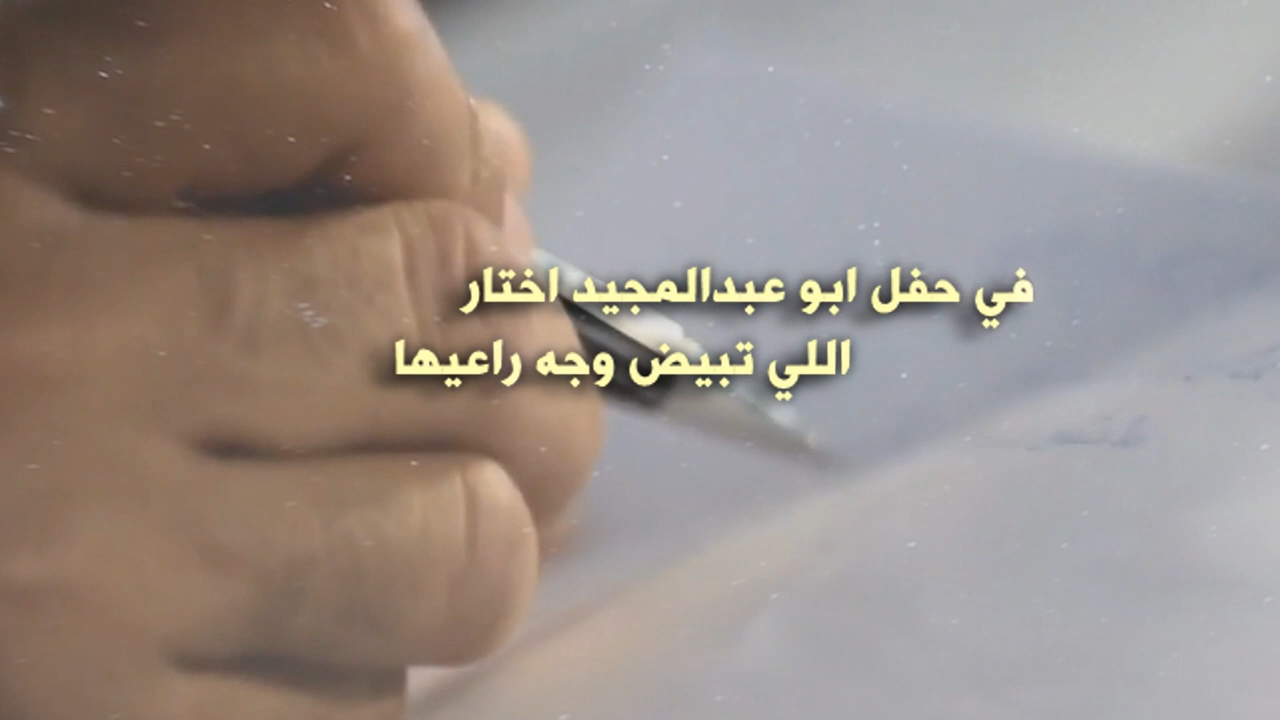 في حفل ابو عبدالمجيد اختار
اللي تبيض وجه راعيها